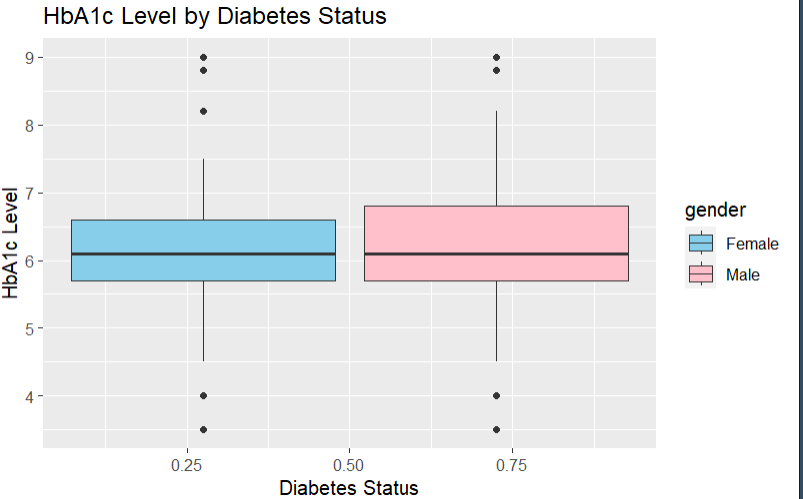 HbA1c Level by Diabetes Status
HbA1c Level
9
8
7
6
5
4
0.25 0.50 0.75
Diabetes Status
gender
Female
Male